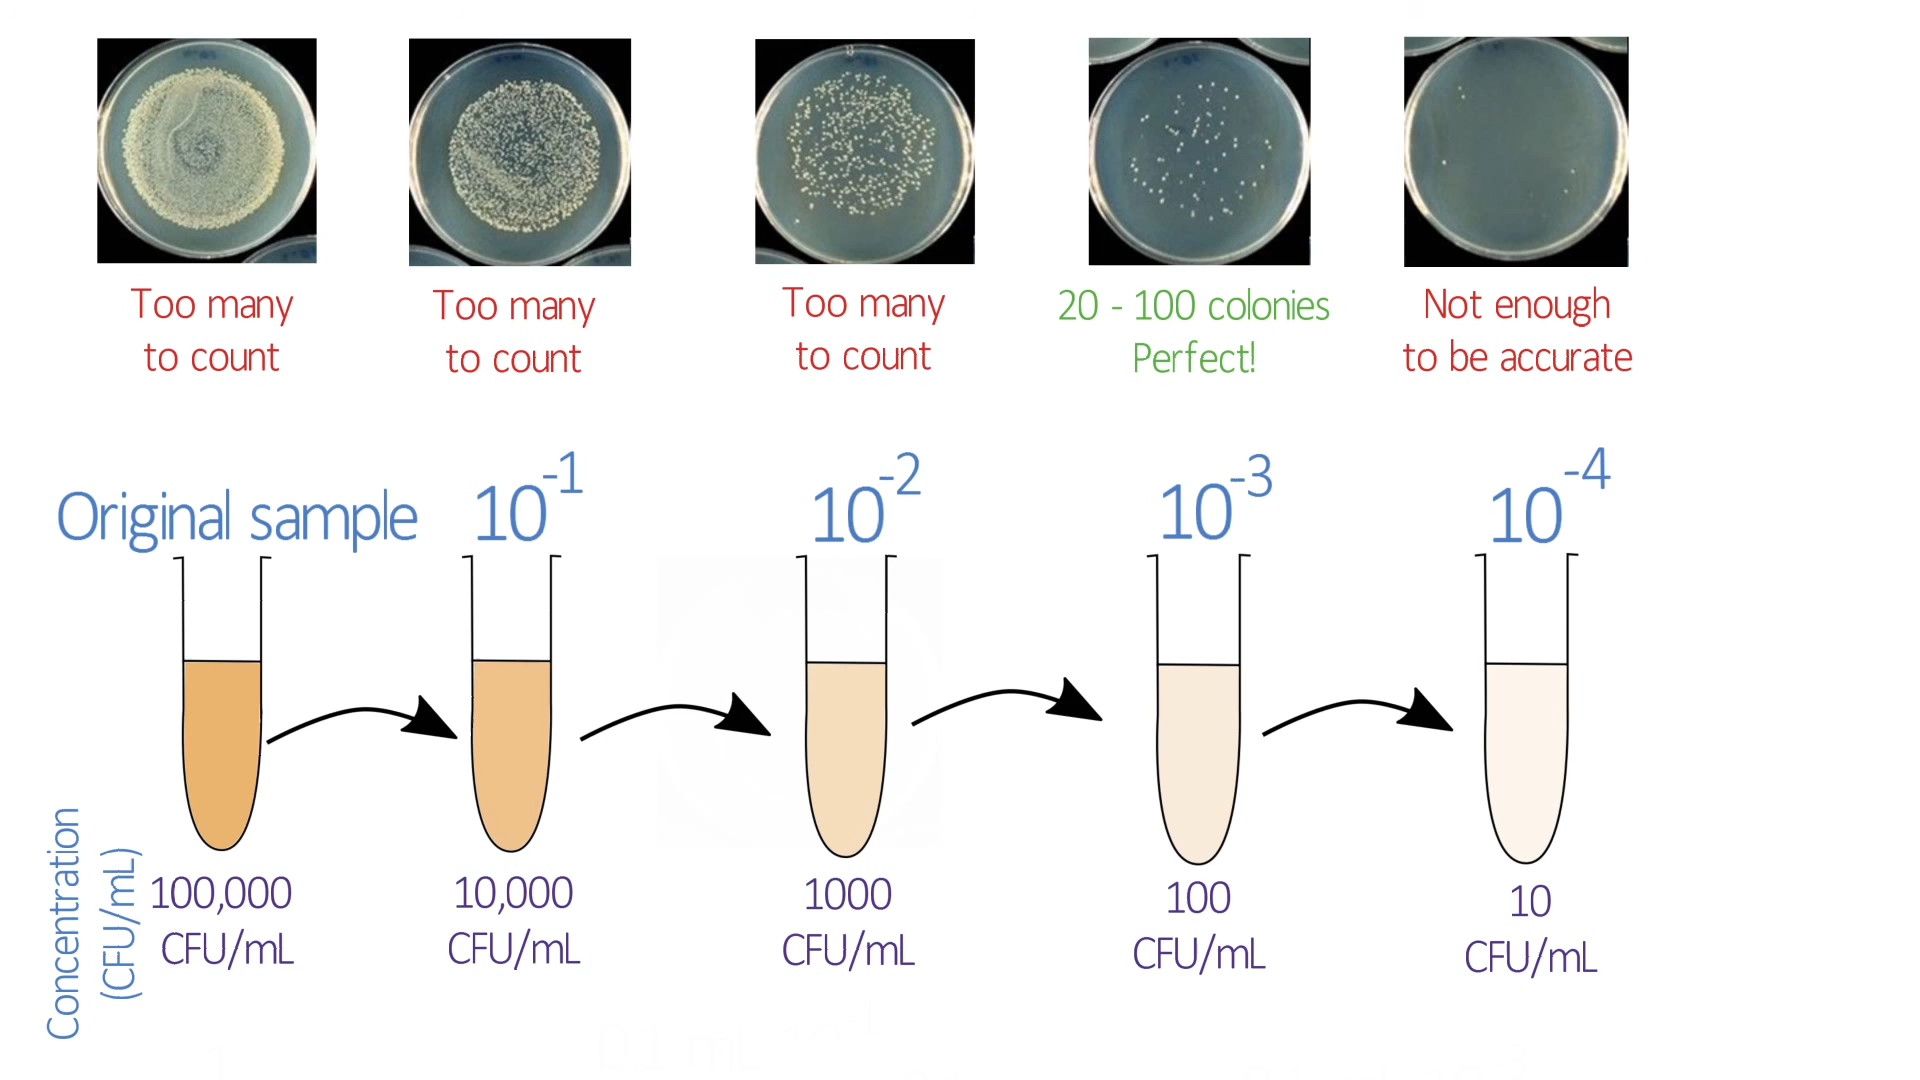 Too many
to count
Too many
to count
Too many
to count
20 - 100 colonies
Perfect!
Not enough
to be accurate
Original sample
10⁻¹
10⁻²
10⁻³
10⁻⁴
Concentration
(CFU/mL)
100,000
CFU/mL
10,000
CFU/mL
1000
CFU/mL
100
CFU/mL
10
CFU/mL